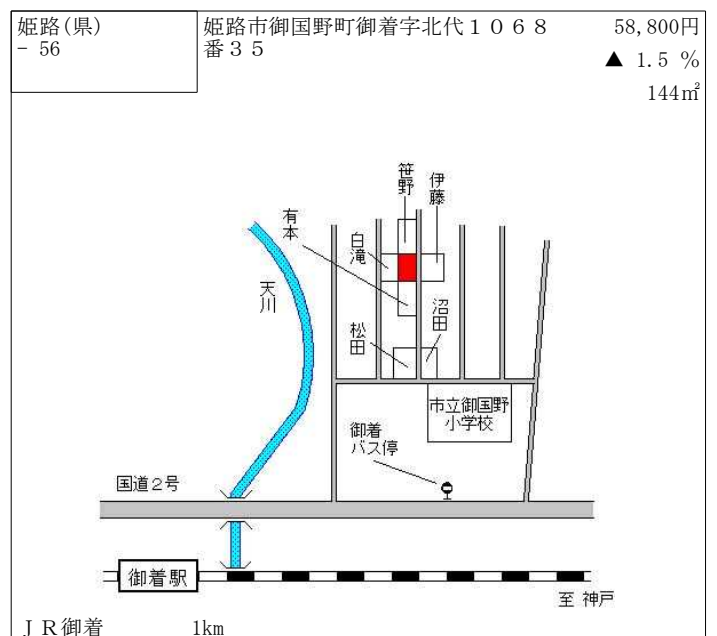 姫路(県)
- 56
姫路市御国野町御着字北代１０６８
番３５
58,800円
▲ 1.5 %
144㎡
笹野
伊藤
有本
白滝
天川
沼田
松田
市立御国野
小学校
御着
バス停
国道２号
御着駅
至 神戸
ＪＲ御着 1km